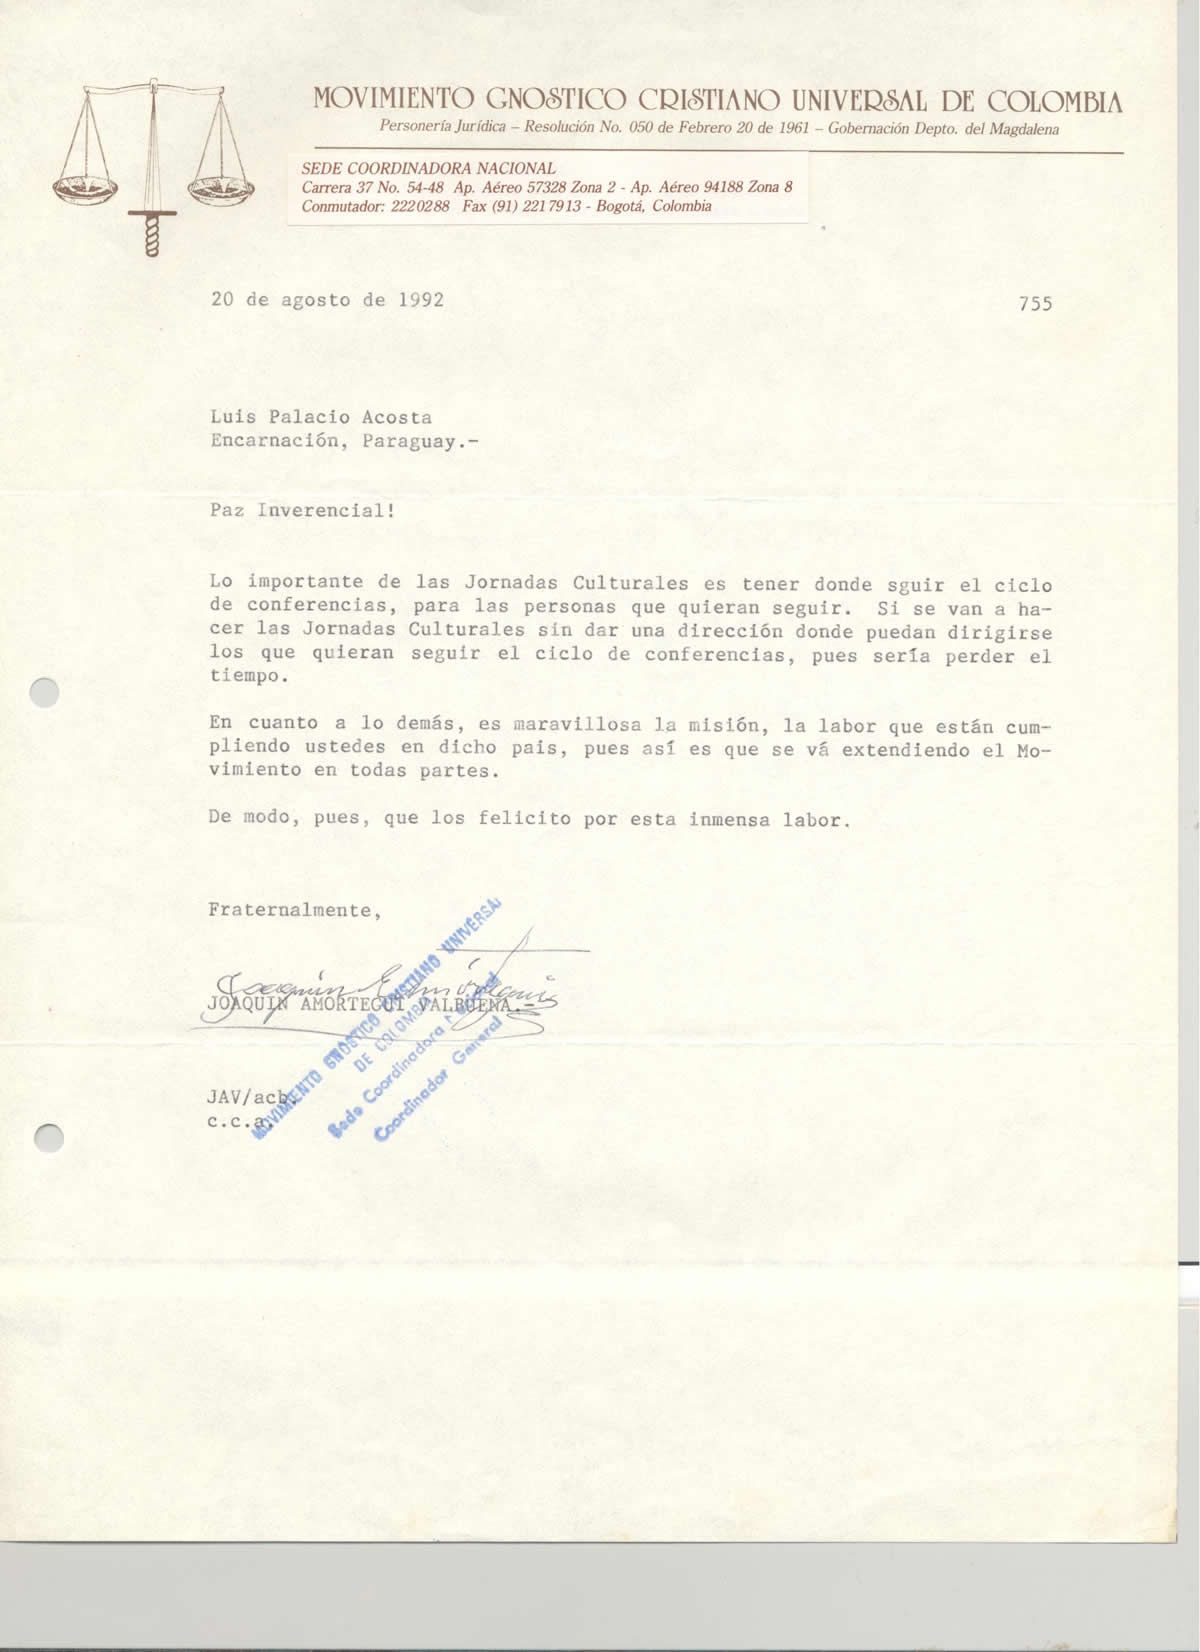 MOVIMIENTO GNOSTICO CRISTIANO UNIVERSAL DE COLOMBIA
Personería Jurídica – Resolución No. 050 de Febrero 20 de 1961 – Gobernación Depto. del Magdalena
SEDE COORDINADORA NACIONAL
Carrera 37 No. 54-48 Ap. Aéreo 57328 Zona 2 - Ap. Aéreo 94188 Zona 8
Conmutador: 2220288 Fax (91) 2217913 - Bogotá, Colombia
20 de agosto de 1992 755
Luis Palacio Acosta
Encarnación, Paraguay.-
Paz Inverencial!
Lo importante de las Jornadas Culturales es tener donde sguir el ciclo
de conferencias, para las personas que quieran seguir. Si se van a ha-
cer las Jornadas Culturales sin dar una dirección donde puedan dirigirse
los que quieran seguir el ciclo de conferencias, pues sería perder el
tiempo.
En cuanto a lo demás, es maravillosa la misión, la labor que están cum-
pliendo ustedes en dicho pais, pues así es que se vá extendiendo el Mo-
vimiento en todas partes.
De modo, pues, que los felicito por esta inmensa labor.
Fraternalmente,
JOAQUIN AMORTEGUI VALBUENA.-
MOVIMIENTO GNOSTICO CRISTIANO UNIVERSAL
DE COLOMBIA
Sede Coordinadora
Coordinador General
JAV/acb.
c.c.a.